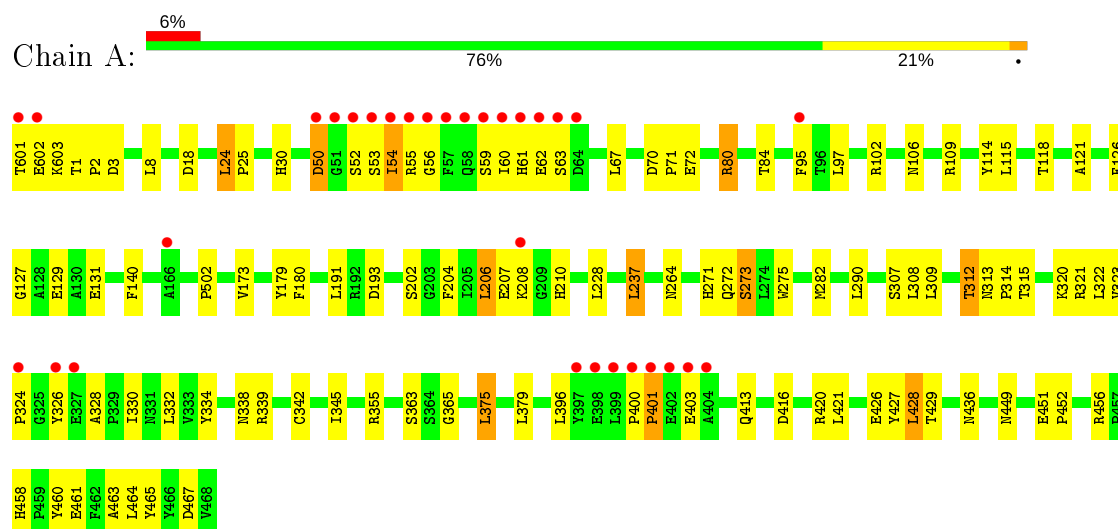 6%
Chain A:
76% 21% •
T601 E602 K603 T1 P2 D3 L8 D18 L24 P25 H30 D50 G51 S52 S53 I54 R55 G56 F57 Q58 S59 I60 H61 E62 S63 D64 L67 D70 P71 E72 R80 T84 F95 T96 L97 R102 N106 R109 Y114 L115 T118 A121
G127 A128 E129 A130 E131 F140 A166 P502 V173 Y179 F180 L191 R192 D193 S202 G203 F204 I205 L206 E207 K208 G209 H210 L228 L237 N264 H271 Q272 S273 L274 W275 M282 L290 S307 L308 L309 T312 N313 P314 T315 K320 R321 L322
P324 G325 Y326 E327 A328 P329 I330 N331 L332 V333 Y334 N338 R339 C342 I345 R355 S363 S364 G365 L375 L379 L396 Y397 E398 L399 P400 P401 E402 E403 A404 Q413 D416 R420 L421 E426 Y427 L428 T429 N436 N449 E451 P452 R456
H458 P459 Y460 E461 F462 A463 L464 Y465 Y466 D467 V468